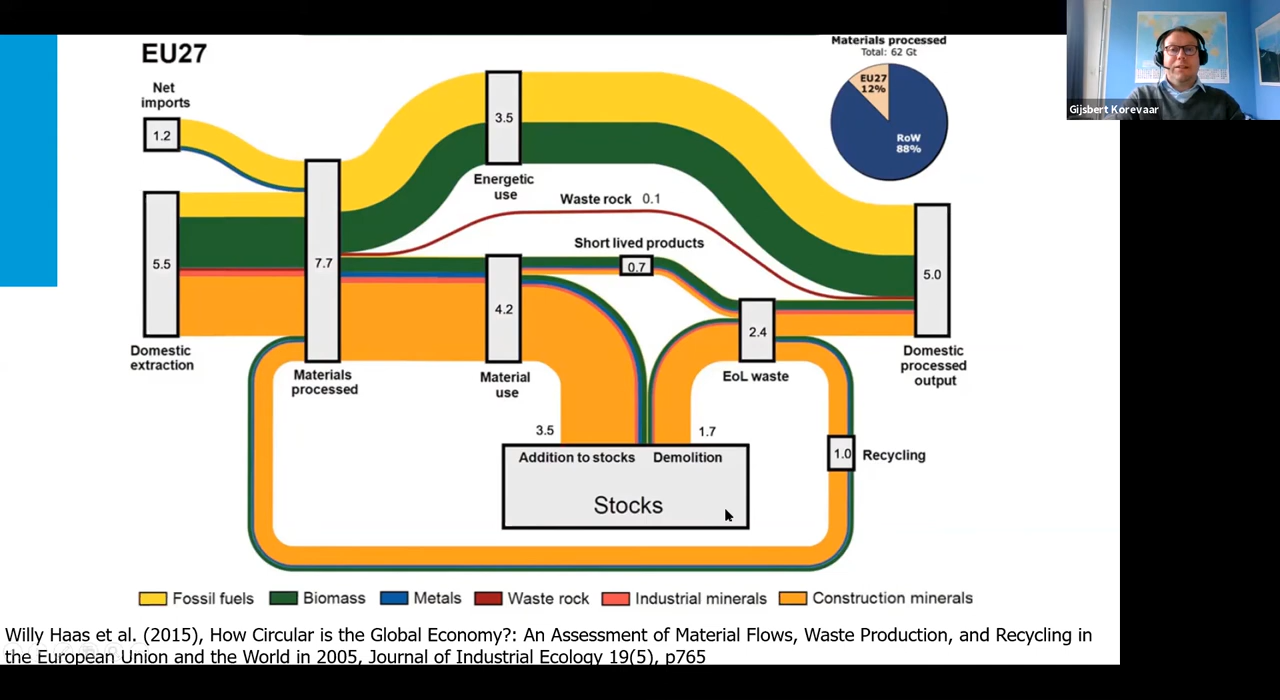 EU27
Net
imports
1.2
5.5
Domestic
extraction
7.7
Materials
processed
3.5
Energetic
use
Waste rock 0.1
Short lived products
0.7
4.2
Material
use
2.4
EoL waste
5.0
Domestic
processed
output
3.5
1.7
Addition to stocks Demolition
Stocks
1.0 Recycling
Materials processed
Total: 62 Gt
EU27
12%
RoW
88%
Gijsbert Korevaar
Fossil fuels Biomass Metals Waste rock Industrial minerals Construction minerals
Willy Haas et al. (2015), How Circular is the Global Economy?: An Assessment of Material Flows, Waste Production, and Recycling in
the European Union and the World in 2005, Journal of Industrial Ecology 19(5), p765